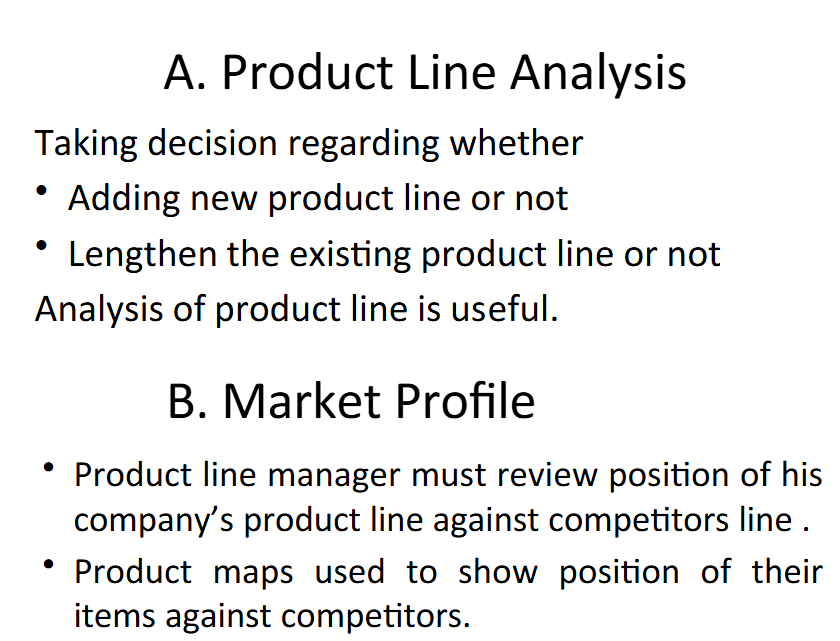 A. Product Line Analysis
Taking decision regarding whether
• Adding new product line or not
• Lengthen the existing product line or not
Analysis of product line is useful.
B. Market Profile
• Product line manager must review position of his
company’s product line against competitors line .
• Product maps used to show position of their
items against competitors.